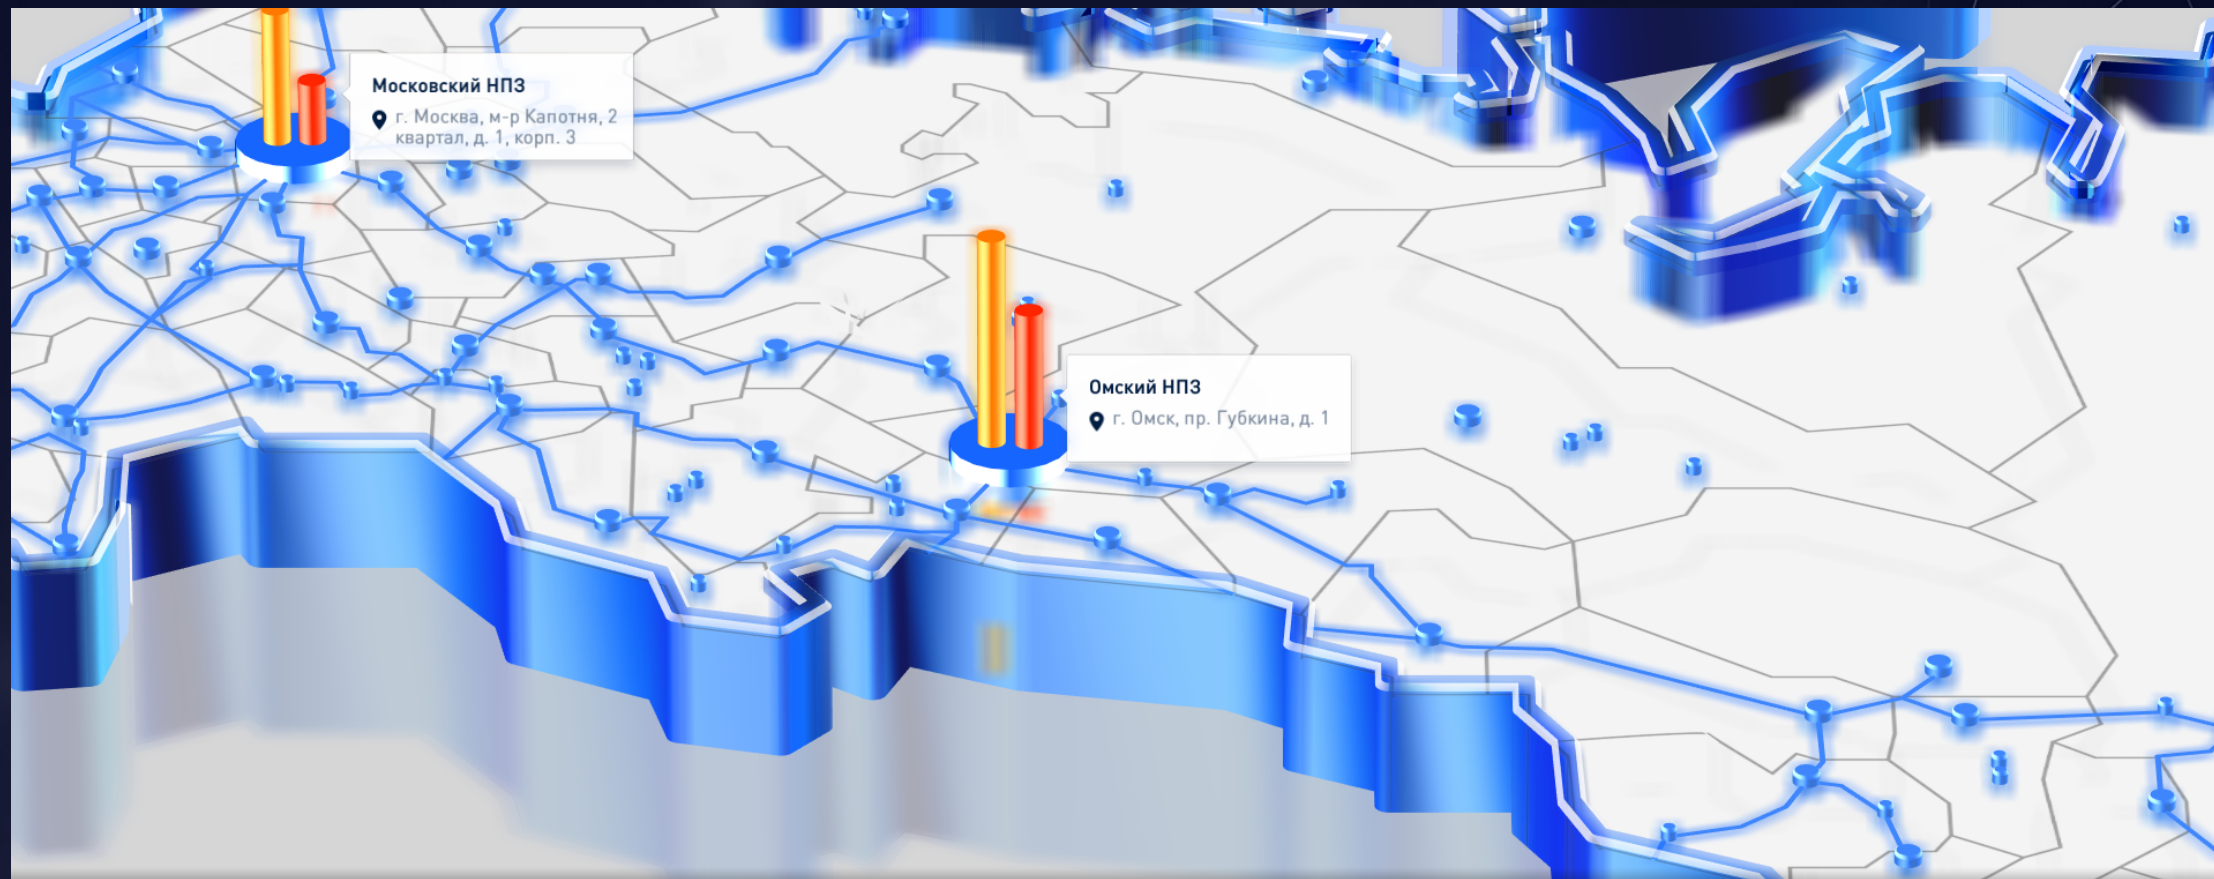 Московский НПЗ
г. Москва, м-р Капотня, 2
квартал, д. 1, корп. 3
Омский НПЗ
г. Омск, пр. Губкина, д. 1